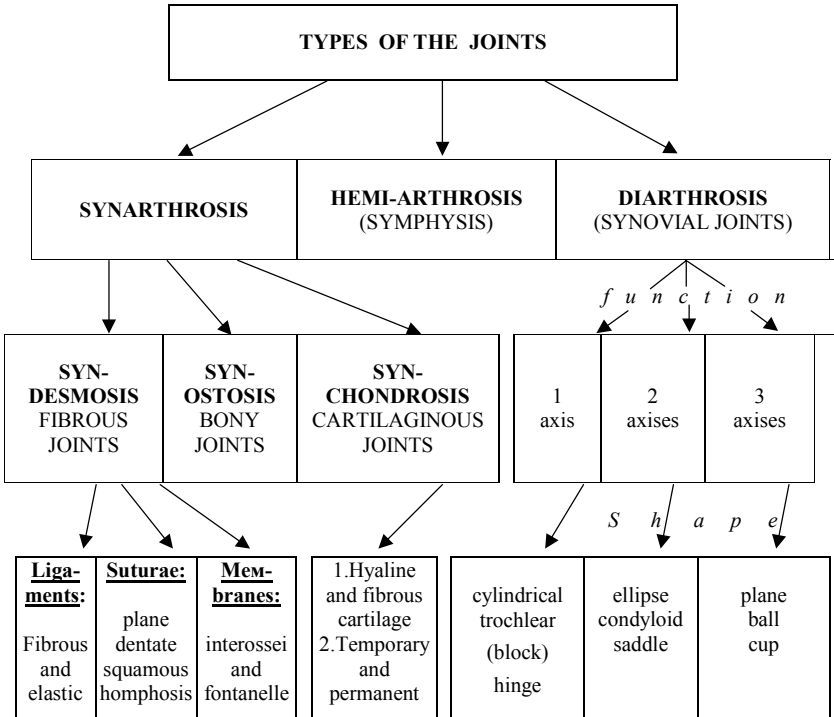 TYPES OF THE JOINTS
SYNARTHROSIS
HEMI-ARTHROSIS
(SYMPHYSIS)
DIARTHROSIS
(SYNOVIAL JOINTS)
function
SYN-
DESMOSIS
FIBROUS
JOINTS
SYN-
OSTOSIS
BONY
JOINTS
SYN-
CHONDROSIS
CARTILAGINOUS
JOINTS
1
axis
2
axises
3
axises
Shape
Liga-
ments:
Fibrous
and
elastic
Suturae:
plane
dentate
squamous
homphosis
Mем-
branes:
interossei
and
fontanelle
1.Hyaline
and fibrous
cartilage
2.Temporary
and
permanent
cylindrical
trochlear
(block)
hinge
ellipse
condyloid
saddle
plane
ball
cup